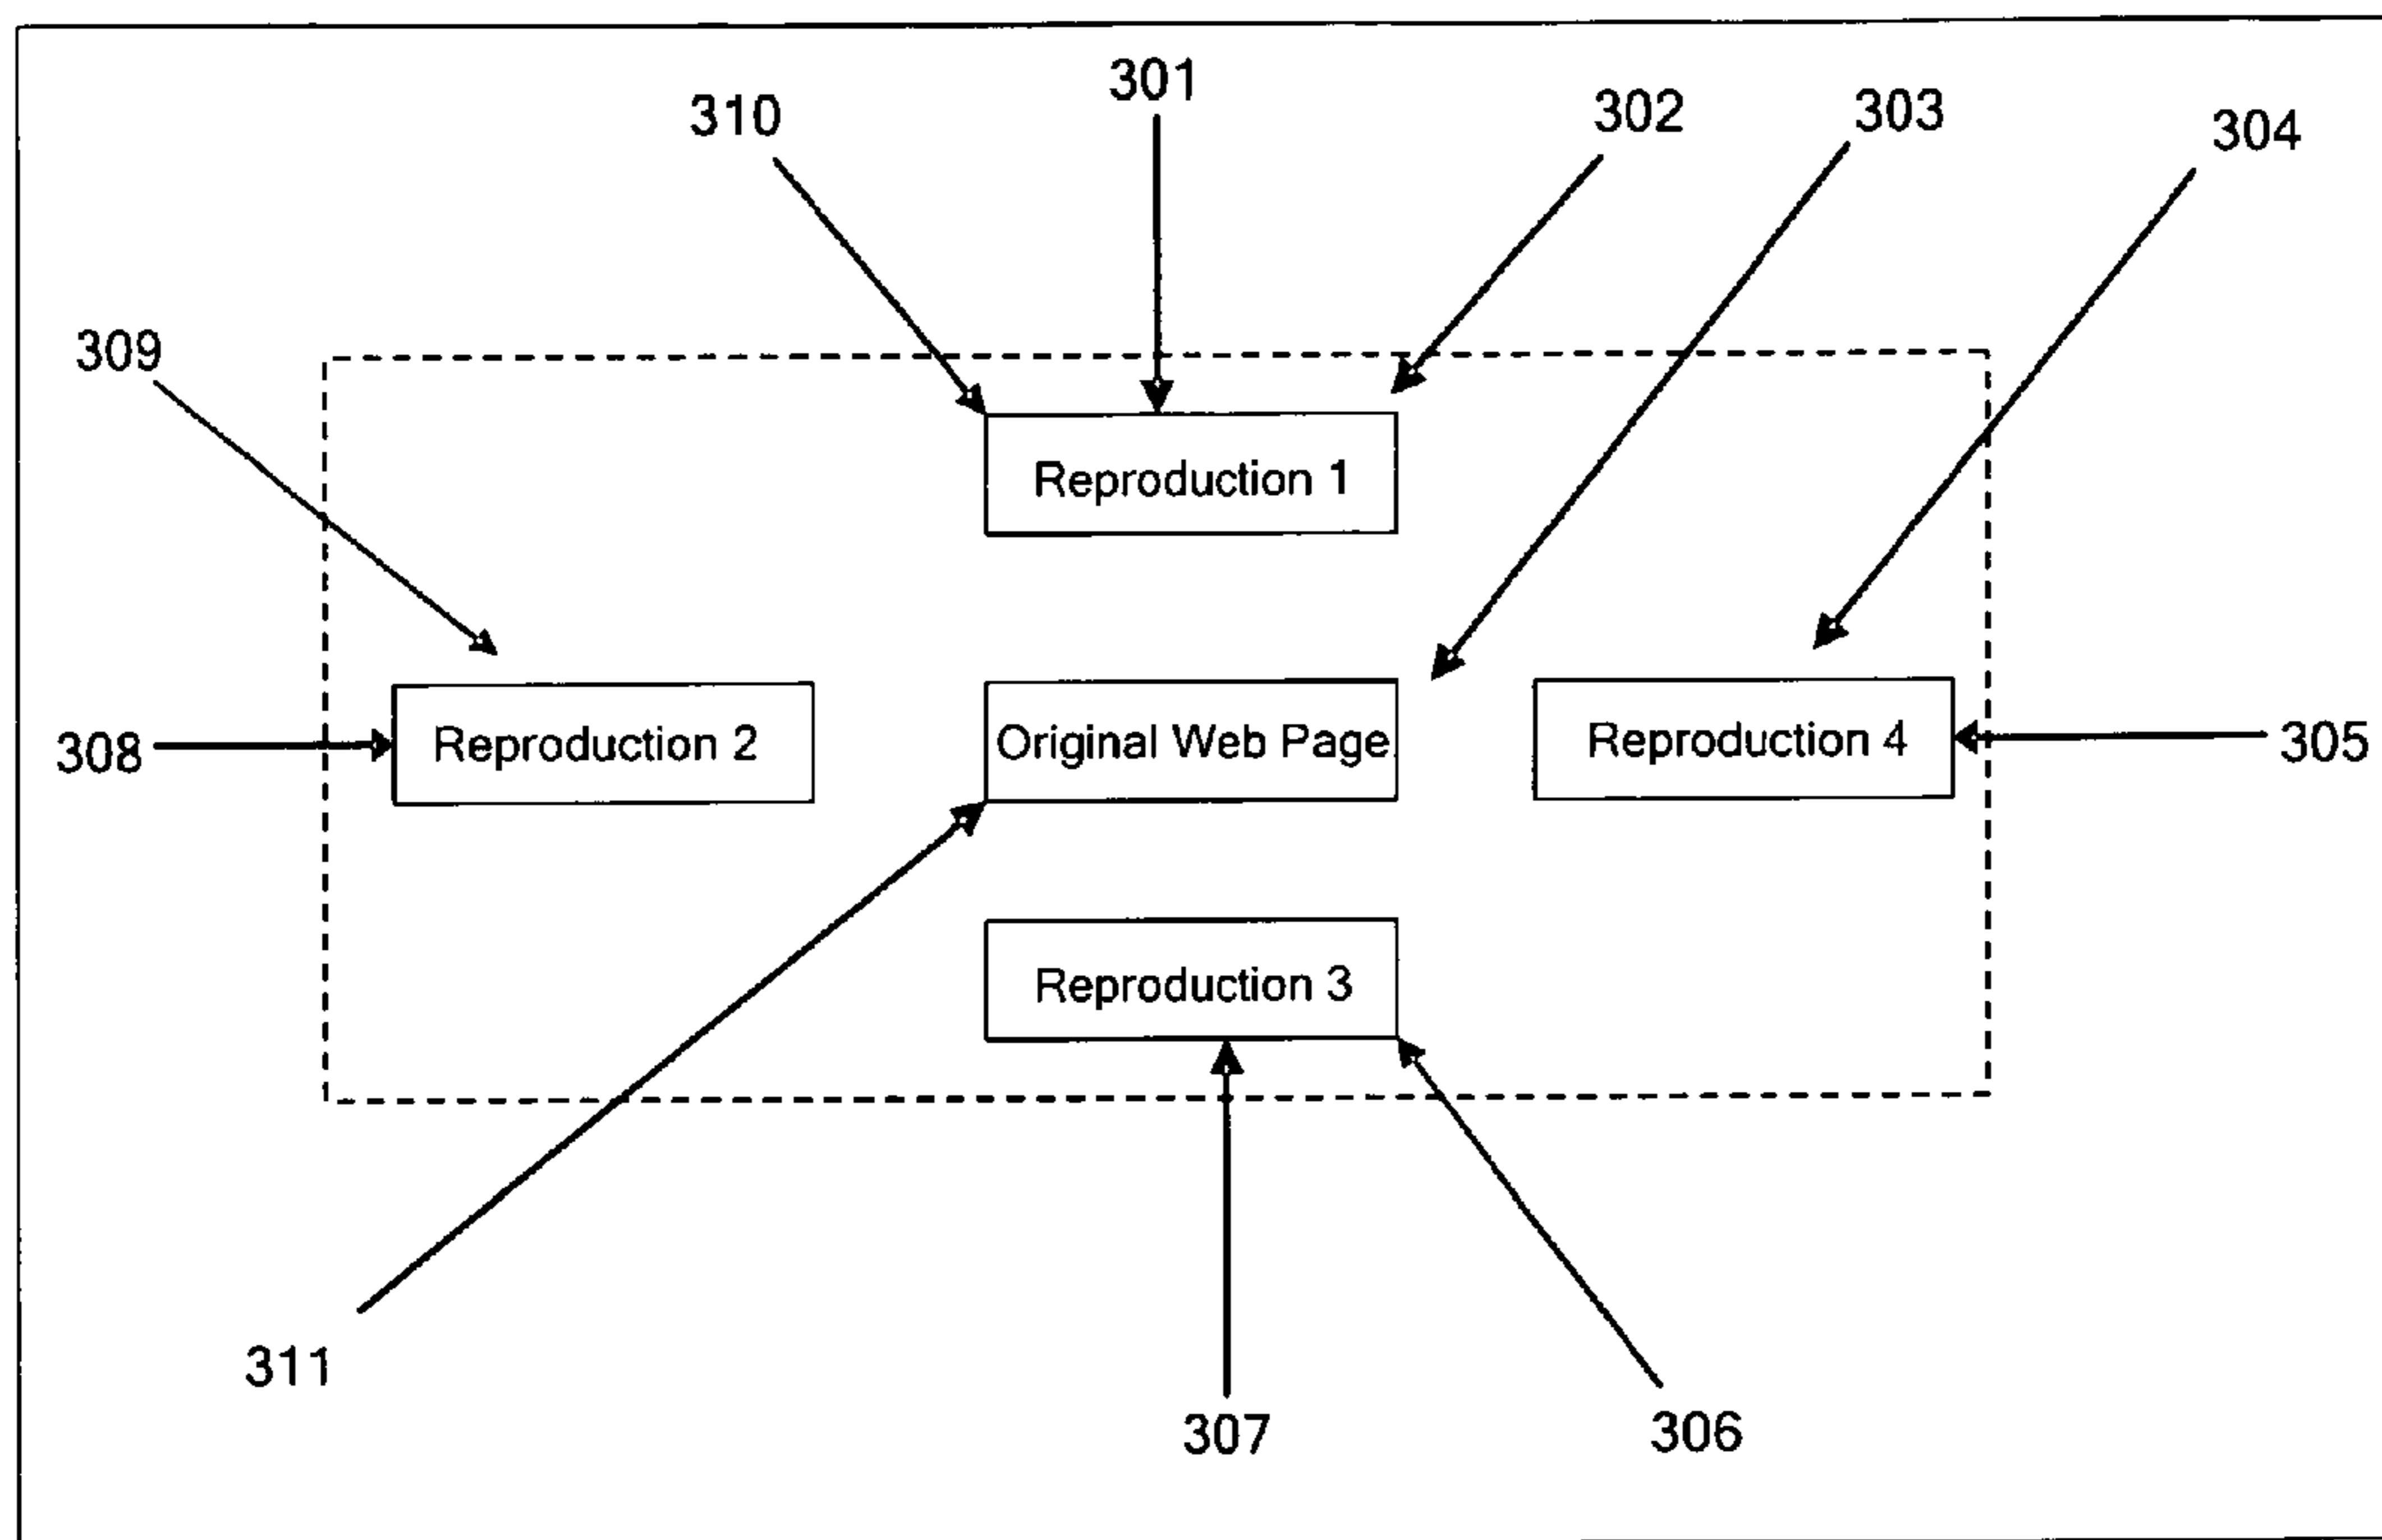 301
310
302
303
304
309
Reproduction 1
308
Reproduction 2
Original Web Page
Reproduction 4
305
Reproduction 3
311
307
306